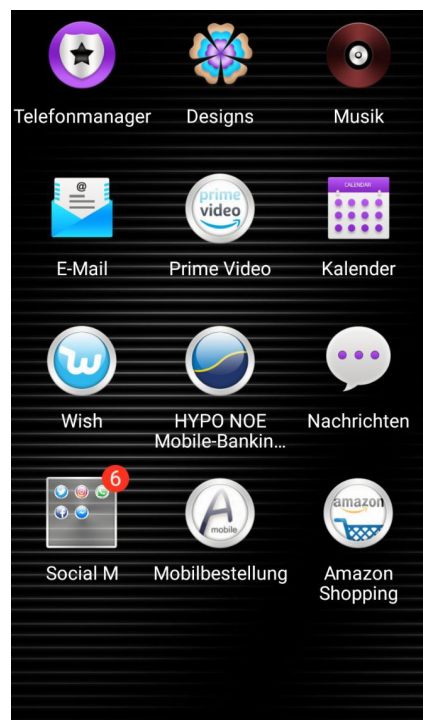 Telefonmanager
Designs
Musik
@
CALENDAR
prime
video
E-Mail
Prime Video
Kalender
W
Wish
HYPO NOE
Mobile-Bankin...
Nachrichten
6
f
A
mobile
amazon
Social M
Mobilbestellung
Amazon
Shopping